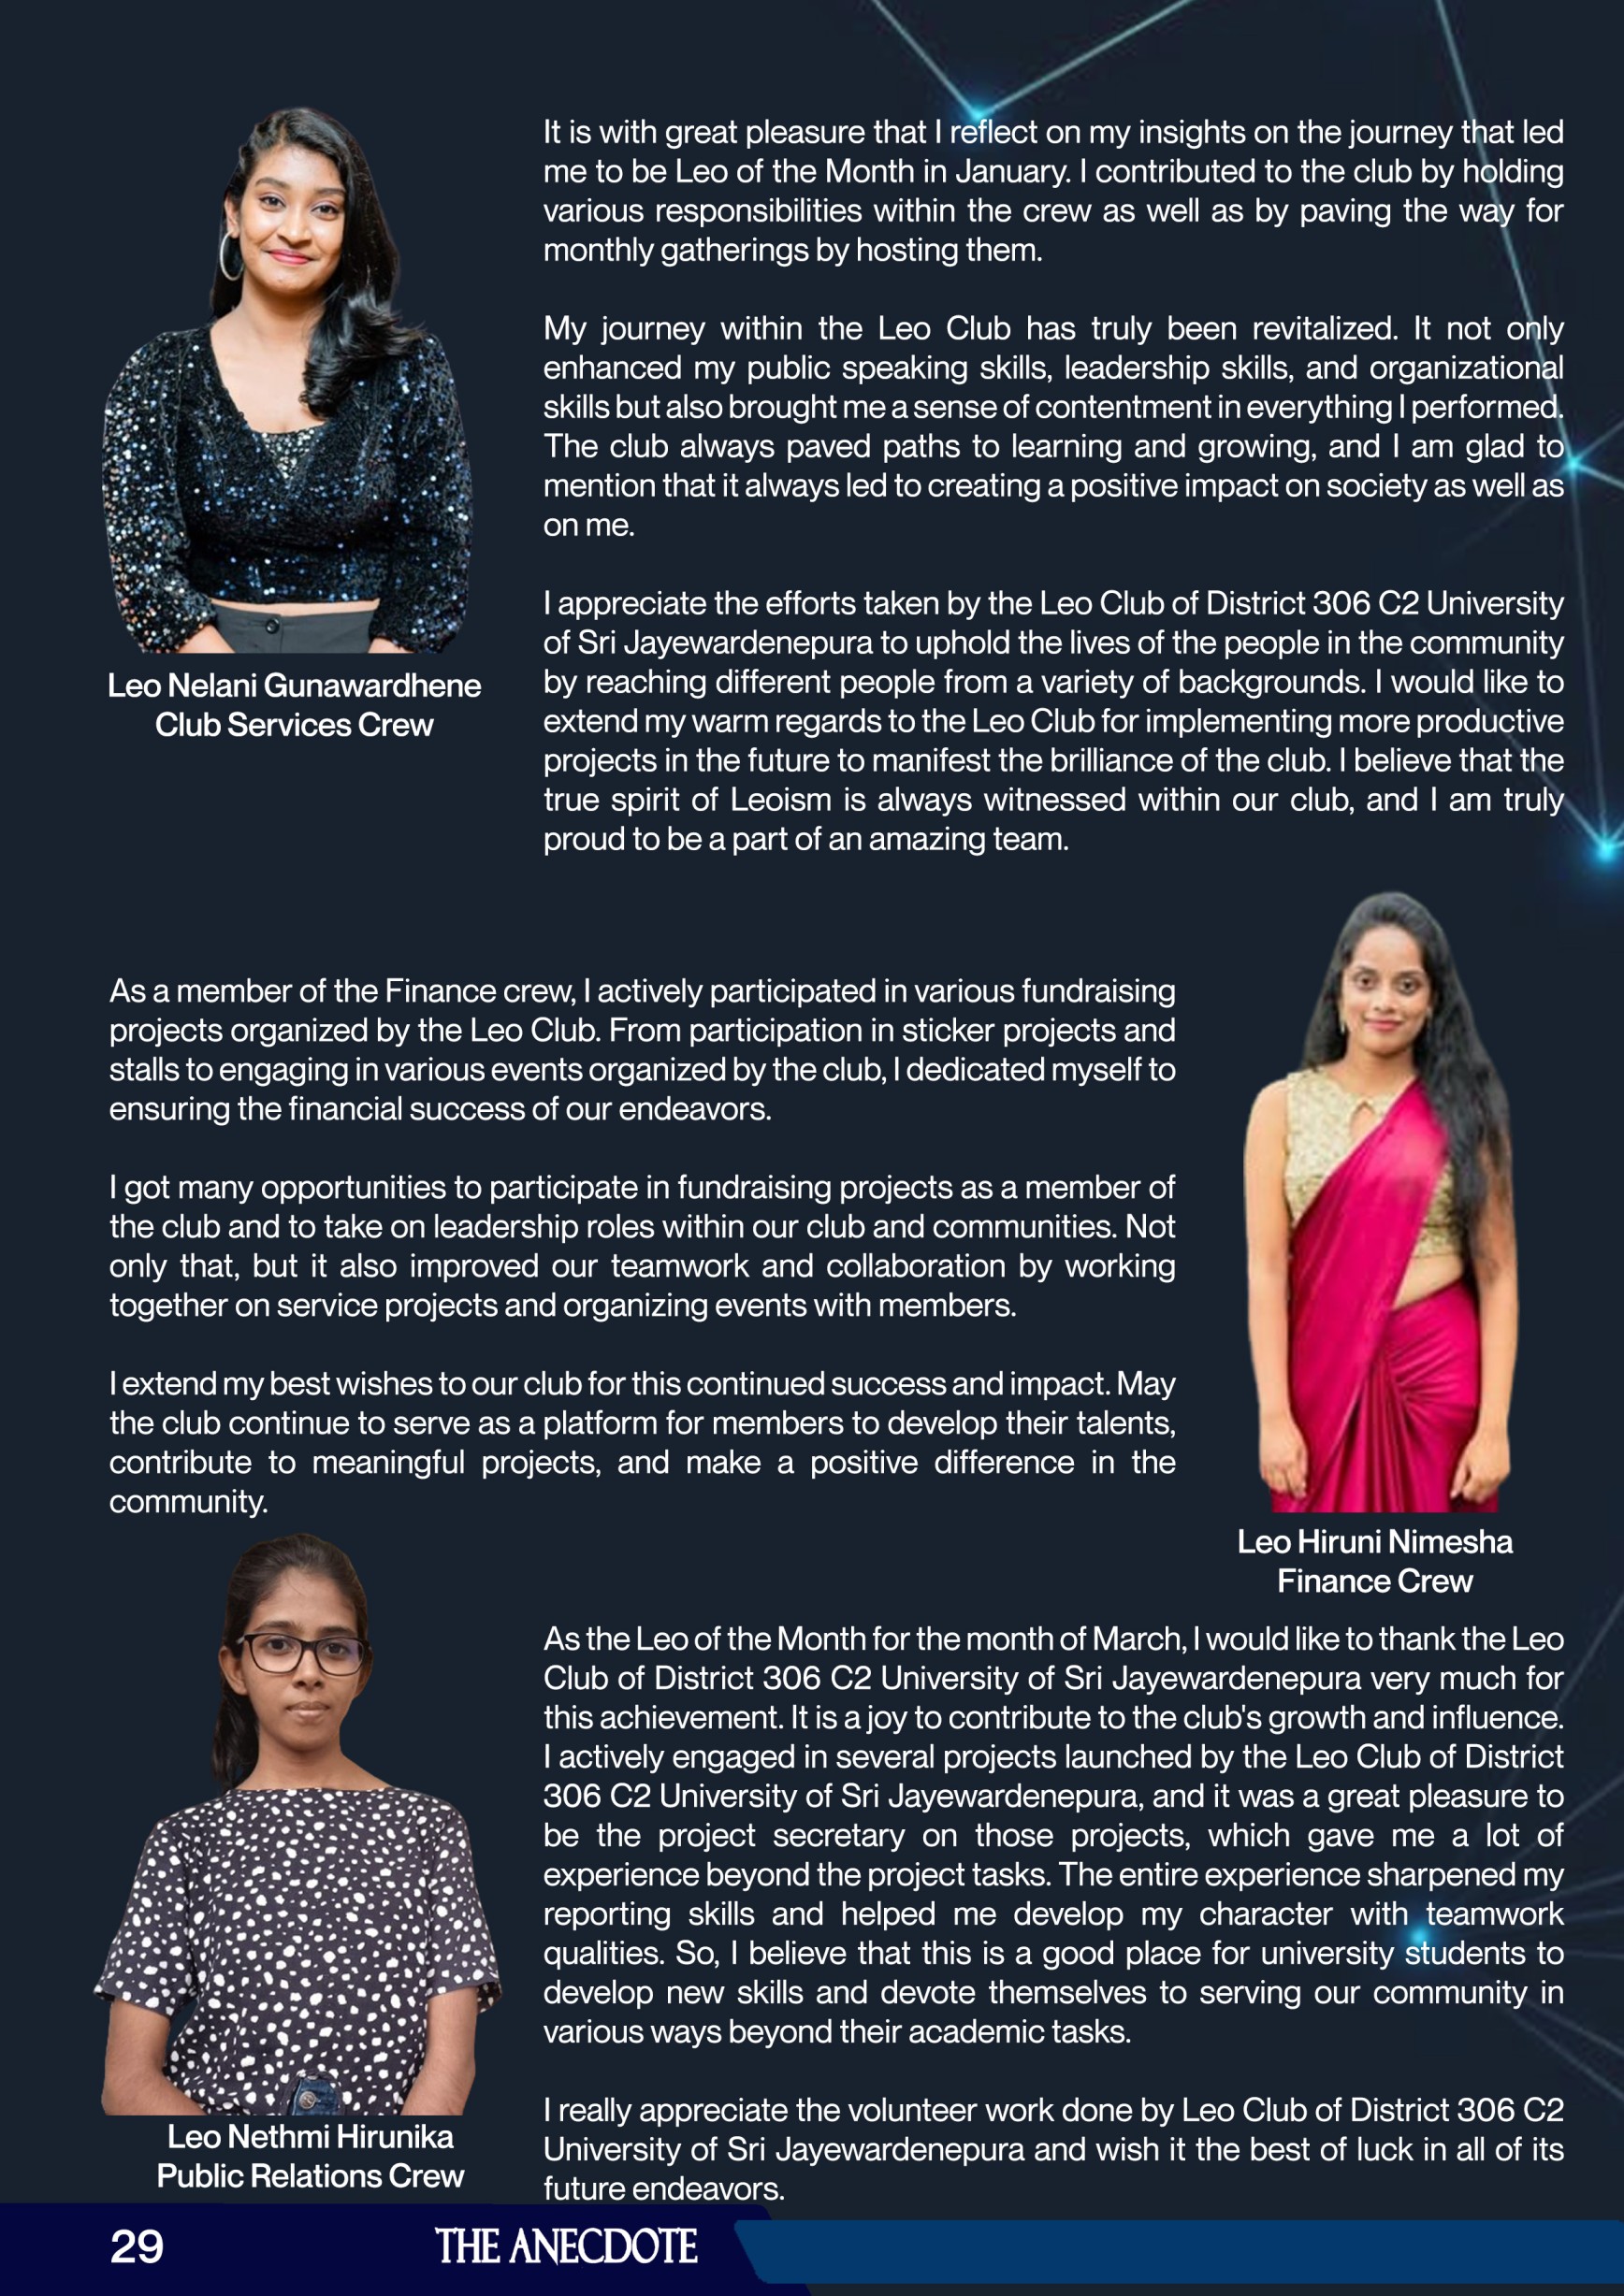 It is with great pleasure that I reflect on my insights on the journey that led
me to be Leo of the Month in January. I contributed to the club by holding
various responsibilities within the crew as well as by paving the way for
monthly gatherings by hosting them.
My journey within the Leo Club has truly been revitalized. It not only
enhanced my public speaking skills, leadership skills, and organizational
skills but also brought me a sense of contentment in everything I performed.
The club always paved paths to learning and growing, and I am glad to
mention that it always led to creating a positive impact on society as well as
on me.
I appreciate the efforts taken by the Leo Club of District 306 C2 University
of Sri Jayewardenepura to uphold the lives of the people in the community
by reaching different people from a variety of backgrounds. I would like to
extend my warm regards to the Leo Club for implementing more productive
projects in the future to manifest the brilliance of the club. I believe that the
true spirit of Leoism is always witnessed within our club, and I am truly
proud to be a part of an amazing team.
Leo Nelani Gunawardhene
Club Services Crew
As a member of the Finance crew, I actively participated in various fundraising
projects organized by the Leo Club. From participation in sticker projects and
stalls to engaging in various events organized by the club, I dedicated myself to
ensuring the financial success of our endeavors.
I got many opportunities to participate in fundraising projects as a member of
the club and to take on leadership roles within our club and communities. Not
only that, but it also improved our teamwork and collaboration by working
together on service projects and organizing events with members.
I extend my best wishes to our club for this continued success and impact. May
the club continue to serve as a platform for members to develop their talents,
contribute to meaningful projects, and make a positive difference in the
community.
Leo Hiruni Nimesha
Finance Crew
As the Leo of the Month for the month of March, I would like to thank the Leo
Club of District 306 C2 University of Sri Jayewardenepura very much for
this achievement. It is a joy to contribute to the club's growth and influence.
I actively engaged in several projects launched by the Leo Club of District
306 C2 University of Sri Jayewardenepura, and it was a great pleasure to
be the project secretary on those projects, which gave me a lot of
experience beyond the project tasks. The entire experience sharpened my
reporting skills and helped me develop my character with teamwork
qualities. So, I believe that this is a good place for university students to
develop new skills and devote themselves to serving our community in
various ways beyond their academic tasks.
I really appreciate the volunteer work done by Leo Club of District 306 C2
University of Sri Jayewardenepura and wish it the best of luck in all of its
future endeavors.
Leo Nethmi Hirunika
Public Relations Crew
29
THE ANECDOTE